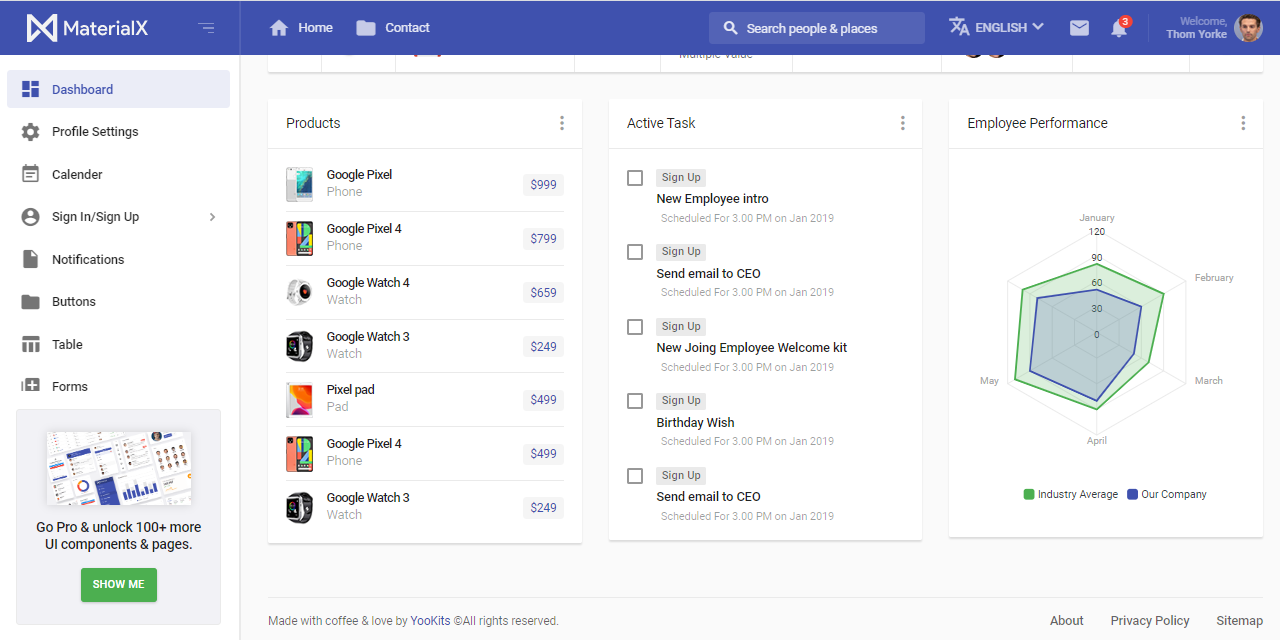 MaterialX
Home
Contact
Search people & places
ENGLISH
3
Welcome,
Thom Yorke
Dashboard
Profile Settings
Calender
Sign In/Sign Up
Notifications
Buttons
Table
Forms
Go Pro & unlock 100+ more
UI components & pages.
SHOW ME
Multiple Value
Products
Google Pixel
Phone
$999
Google Pixel 4
Phone
$799
Google Watch 4
Watch
$659
Google Watch 3
Watch
$249
Pixel pad
Pad
$499
Google Pixel 4
Phone
$499
Google Watch 3
Watch
$249
Active Task
Sign Up
New Employee intro
Scheduled For 3.00 PM on Jan 2019
Sign Up
Send email to CEO
Scheduled For 3.00 PM on Jan 2019
Sign Up
New Joing Employee Welcome kit
Scheduled For 3.00 PM on Jan 2019
Sign Up
Birthday Wish
Scheduled For 3.00 PM on Jan 2019
Sign Up
Send email to CEO
Scheduled For 3.00 PM on Jan 2019
Employee Performance
January
120
90
60
30
0
February
March
April
May
Industry Average
Our Company
Made with coffee & love by YooKits ©All rights reserved.
About
Privacy Policy
Sitemap